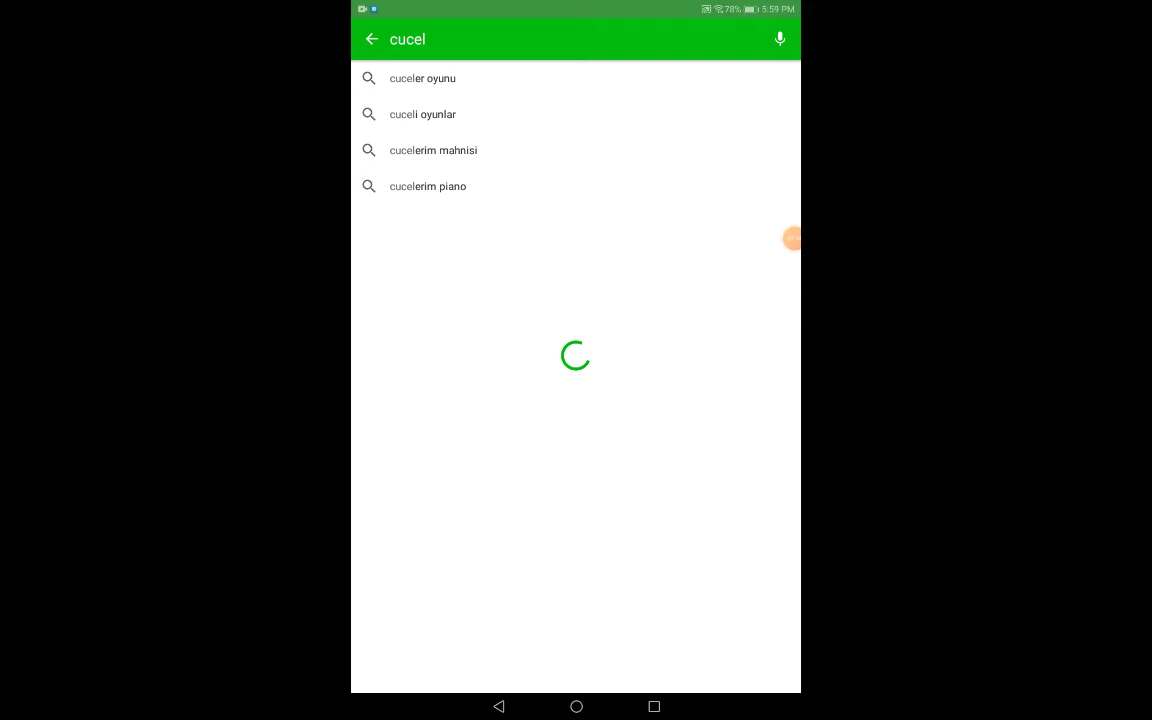 78% 5:59 PM
cucel
cuceler oyunu
cuceli oyunlar
cucelerim mahnisi
cucelerim piano